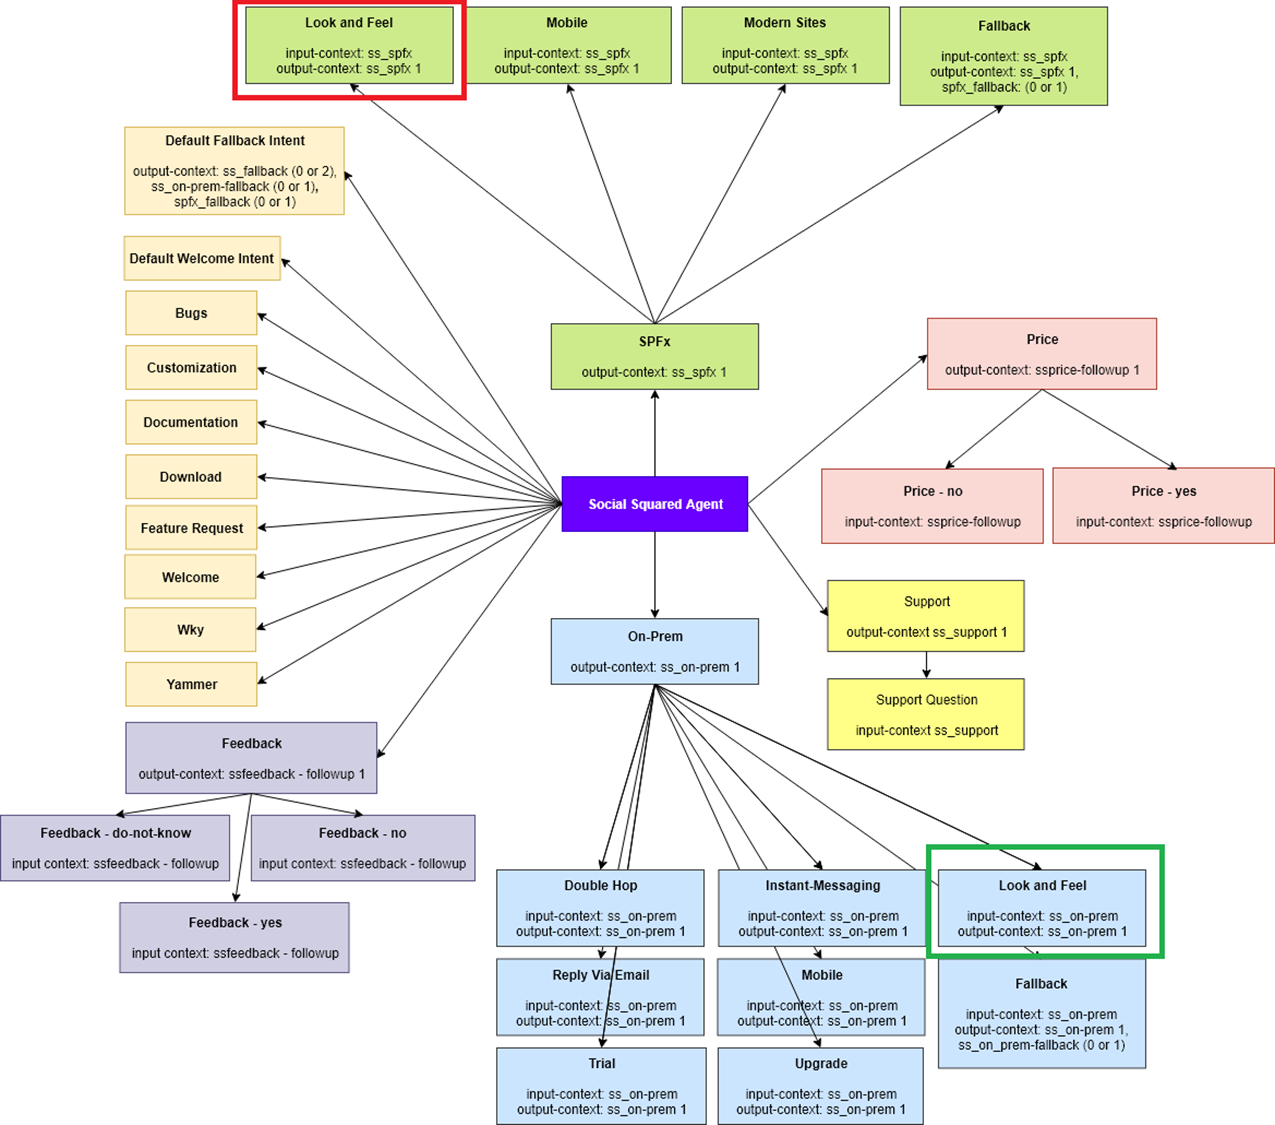 Look and Feel
input-context: ss_spfx
output-context: ss_spfx 1
Mobile
input-context: ss_spfx
output-context: ss_spfx 1
Modern Sites
input-context: ss_spfx
output-context: ss_spfx 1
Fallback
input-context: ss_spfx
output-context: ss_spfx 1,
spfx_fallback: (0 or 1)
Default Fallback Intent
output-context: ss_fallback (0 or 2),
ss_on-prem-fallback (0 or 1),
spfx_fallback (0 or 1)
Default Welcome Intent
Bugs
Customization
Documentation
Download
Feature Request
Welcome
Wky
Yammer
SPFx
output-context: ss_spfx 1
Price
output-context: ssprice-followup 1
Price - no
input-context: ssprice-followup
Price - yes
input-context: ssprice-followup
Social Squared Agent
Support
output-context ss_support 1
Support Question
input-context ss_support
On-Prem
output-context: ss_on-prem 1
Feedback
output-context: ssfeedback - followup 1
Feedback - do-not-know
input context: ssfeedback - followup
Feedback - no
input context: ssfeedback - followup
Feedback - yes
input context: ssfeedback - followup
Double Hop
input-context: ss_on-prem
output-context: ss_on-prem 1
Instant-Messaging
input-context: ss_on-prem
output-context: ss_on-prem 1
Look and Feel
input-context: ss_on-prem
output-context: ss_on-prem 1
Reply Via Email
input-context: ss_on-prem
output-context: ss_on-prem 1
Mobile
input-context: ss_on-prem
output-context: ss_on-prem 1
Fallback
input-context: ss_on-prem
output-context: ss_on-prem 1,
ss_on_prem-fallback (0 or 1)
Trial
input-context: ss_on-prem
output-context: ss_on-prem 1
Upgrade
input-context: ss_on-prem
output-context: ss_on-prem 1